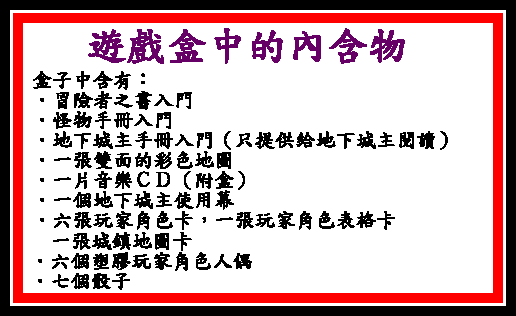 遊戲盒中的內含物
盒子中含有：
・冒險者之書入門
・怪物手冊入門
・地下城主手冊入門（只提供給地下城主閱讀）
・一張雙面的彩色地圖
・一片音樂ＣＤ（附盒）
・一個地下城主使用幕
・六張玩家角色卡，一張玩家角色表格卡
一張城鎮地圖卡
・六個塑膠玩家角色人偶
・七個骰子